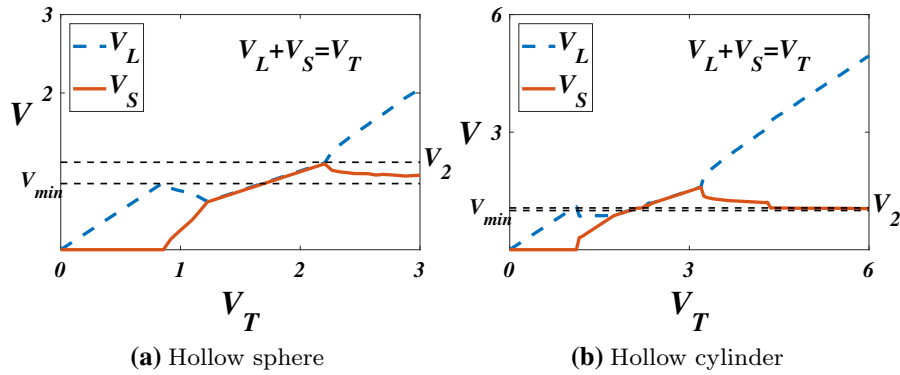 V_L V_L+V_S=V_T
V_S
2
V
V_min
V_2
0 1 2 3
V_T
(a) Hollow sphere
6
V_L V_L+V_S=V_T
V_S
3
V
V_min
V_2
0 3 6
V_T
(b) Hollow cylinder